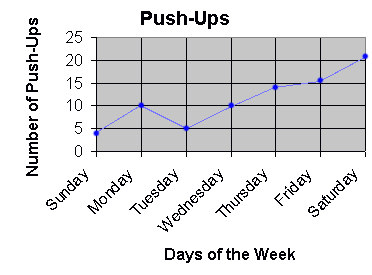 Push-Ups
Number of Push-Ups
25
20
15
10
5
0
Sunday
Monday
Tuesday
Wednesday
Thursday
Friday
Saturday
Days of the Week